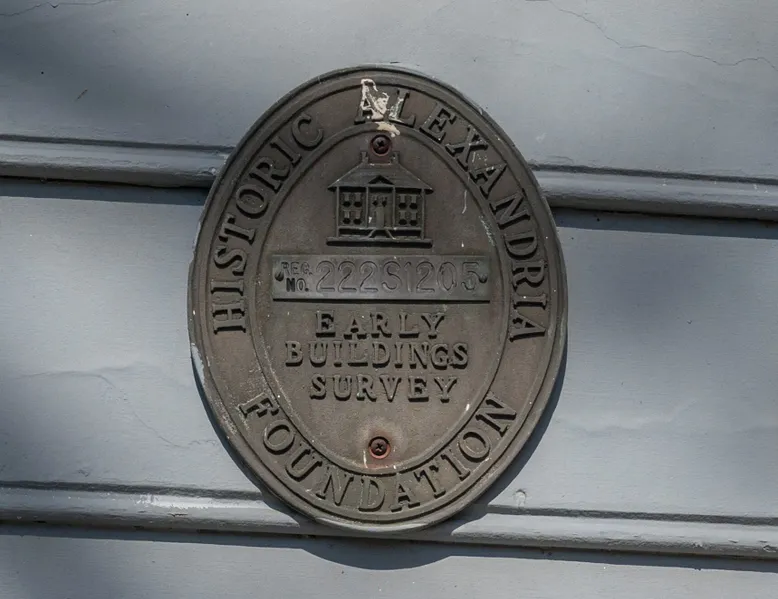 HISTORIC ALEXANDRIA
REG. NO. 222S1205
EARLY
BUILDINGS
SURVEY
FOUNDATION